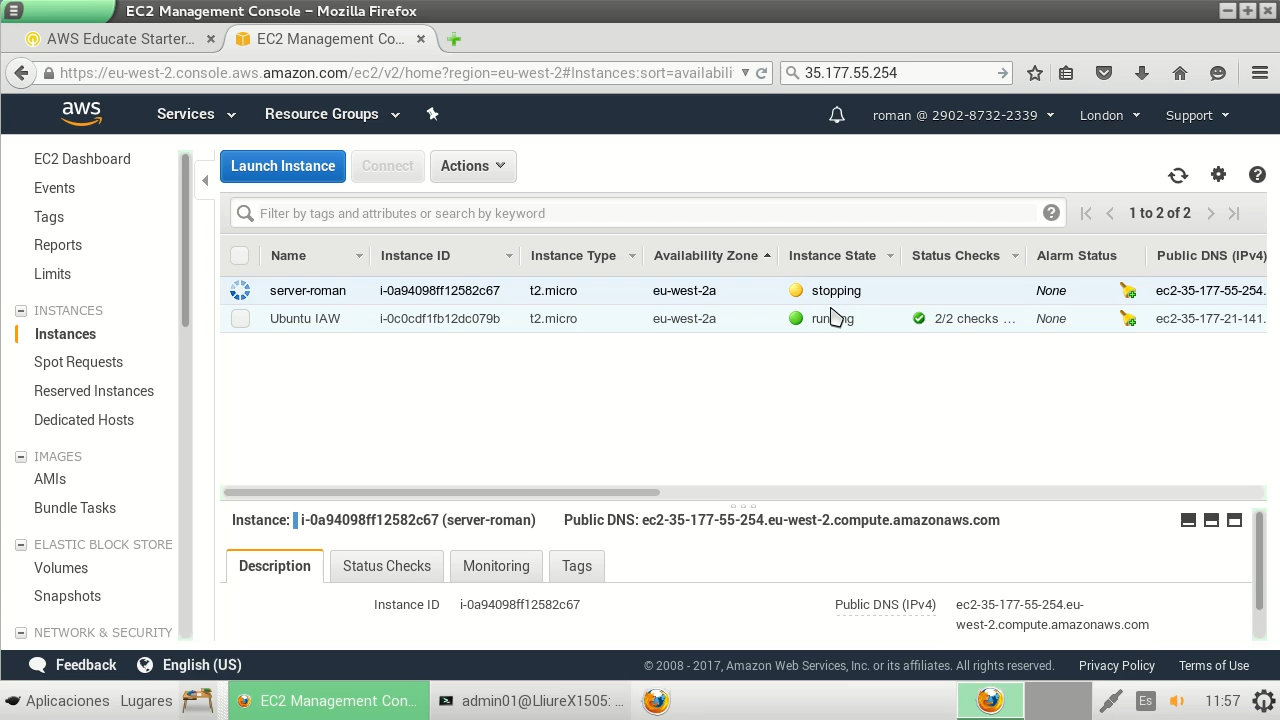 EC2 Management Console – Mozilla Firefox
AWS Educate Starter...
EC2 Management Co...
https://eu-west-2.console.aws.amazon.com/ec2/v2/home?region=eu-west-2#Instances:sort=availabili
35.177.55.254
aws
Services
Resource Groups
roman @ 2902-8732-2339
London
Support
EC2 Dashboard
Events
Tags
Reports
Limits
INSTANCES
Instances
Spot Requests
Reserved Instances
Dedicated Hosts
IMAGES
AMIs
Bundle Tasks
ELASTIC BLOCK STORE
Volumes
Snapshots
NETWORK & SECURITY
Launch Instance
Connect
Actions
Filter by tags and attributes or search by keyword
1 to 2 of 2
Name Instance ID Instance Type Availability Zone Instance State Status Checks Alarm Status Public DNS (IPv4)
server-roman i-0a94098ff12582c67 t2.micro eu-west-2a stopping None ec2-35-177-55-254.
Ubuntu IAW i-0c0cdf1fb12dc079b t2.micro eu-west-2a running 2/2 checks ... None ec2-35-177-21-141.
Instance: i-0a94098ff12582c67 (server-roman) Public DNS: ec2-35-177-55-254.eu-west-2.compute.amazonaws.com
Description
Status Checks
Monitoring
Tags
Instance ID i-0a94098ff12582c67
Public DNS (IPv4) ec2-35-177-55-254.eu-
west-2.compute.amazonaws.com
Feedback
English (US)
© 2008 - 2017, Amazon Web Services, Inc. or its affiliates. All rights reserved.
Privacy Policy
Terms of Use
Aplicaciones
Lugares
EC2 Management Con...
admin01@LliureX1505: ...
Es
11:57